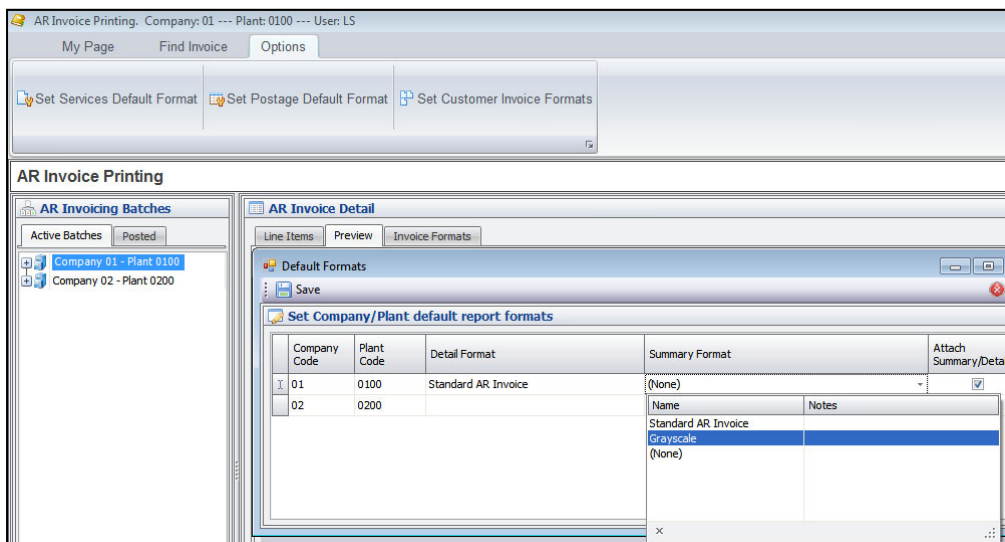 AR Invoice Printing. Company: 01 --- Plant: 0100 --- User: LS
My Page Find Invoice Options
Set Services Default Format Set Postage Default Format Set Customer Invoice Formats
AR Invoice Printing
AR Invoicing Batches
Active Batches Posted
Company 01 - Plant 0100
Company 02 - Plant 0200
AR Invoice Detail
Line Items Preview Invoice Formats
Default Formats
Save
Set Company/Plant default report formats
Company Code Plant Code Detail Format Summary Format Attach Summary/Detai
01 0100 Standard AR Invoice (None)
02 0200
Name Notes
Standard AR Invoice
Grayscale
(None)